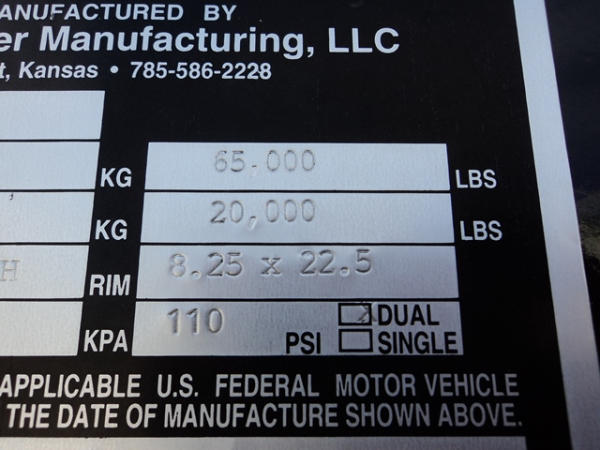 MANUFACTURED BY
er Manufacturing, LLC
t, Kansas • 785-586-2228
KG 65,000 LBS
KG 20,000 LBS
H RIM 8.25 x 22.5
KPA 110 PSI DUAL
SINGLE
APPLICABLE U.S. FEDERAL MOTOR VEHICLE
THE DATE OF MANUFACTURE SHOWN ABOVE.